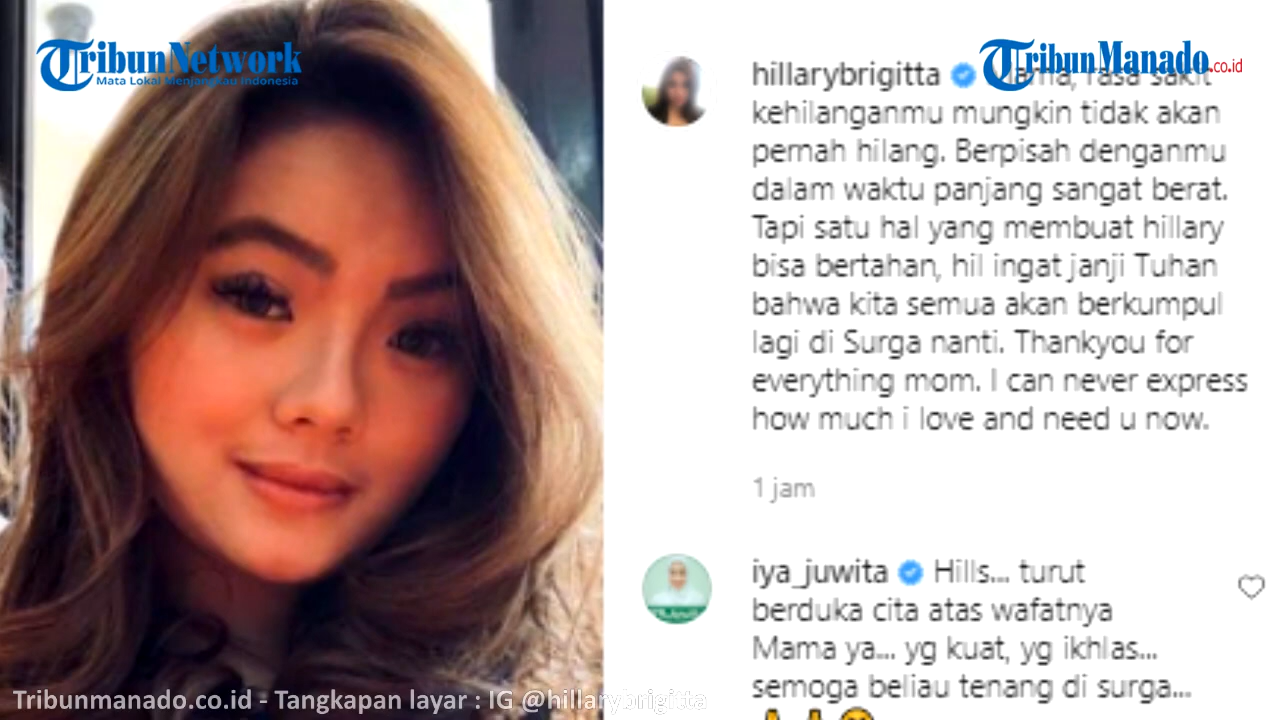 TribunNetwork
Mata Lokal Menjangkau Indonesia
TribunManado.co.id
hillarybrigitta rasa sakit
kehilanganmu mungkin tidak akan
pernah hilang. Berpisah denganmu
dalam waktu panjang sangat berat.
Tapi satu hal yang membuat hillary
bisa bertahan, hil ingat janji Tuhan
bahwa kita semua akan berkumpul
lagi di Surga nanti. Thankyou for
everything mom. I can never express
how much i love and need u now.
1 jam
iya_juwita Hills... turut
berduka cita atas wafatnya
Mama ya... yg kuat, yg ikhlas...
semoga beliau tenang di surga...
Tribunmanado.co.id - Tangkapan layar : IG @hillarybrigitta